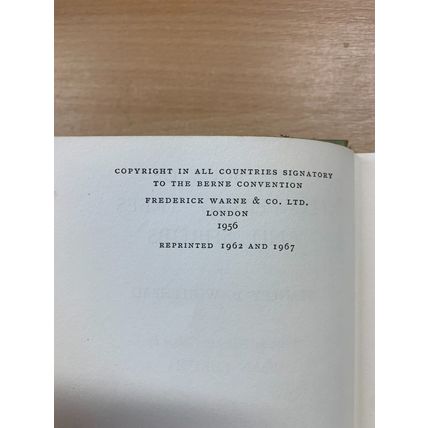 COPYRIGHT IN ALL COUNTRIES SIGNATORY
TO THE BERNE CONVENTION
FREDERICK WARNE & CO. LTD.
LONDON
1956
REPRINTED 1962 AND 1967